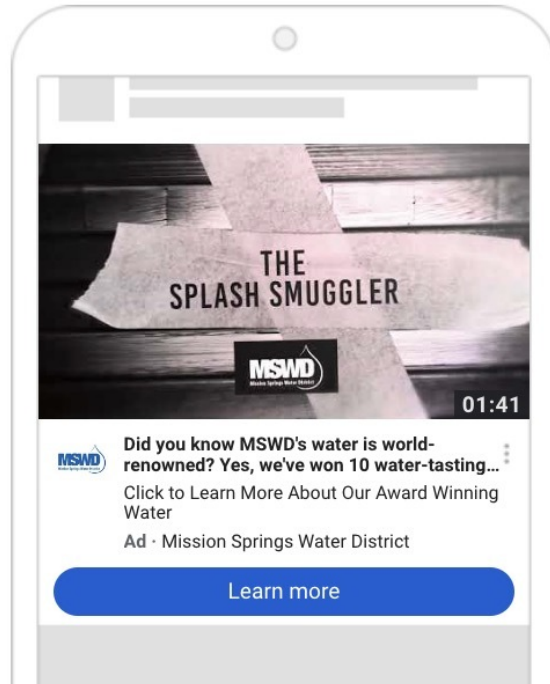 THE
SPLASH SMUGGLER
MSWD
Mission Springs Water District
01:41
MSWD
Did you know MSWD's water is world-
renowned? Yes, we've won 10 water-tasting...
Click to Learn More About Our Award Winning
Water
Ad · Mission Springs Water District
Learn more